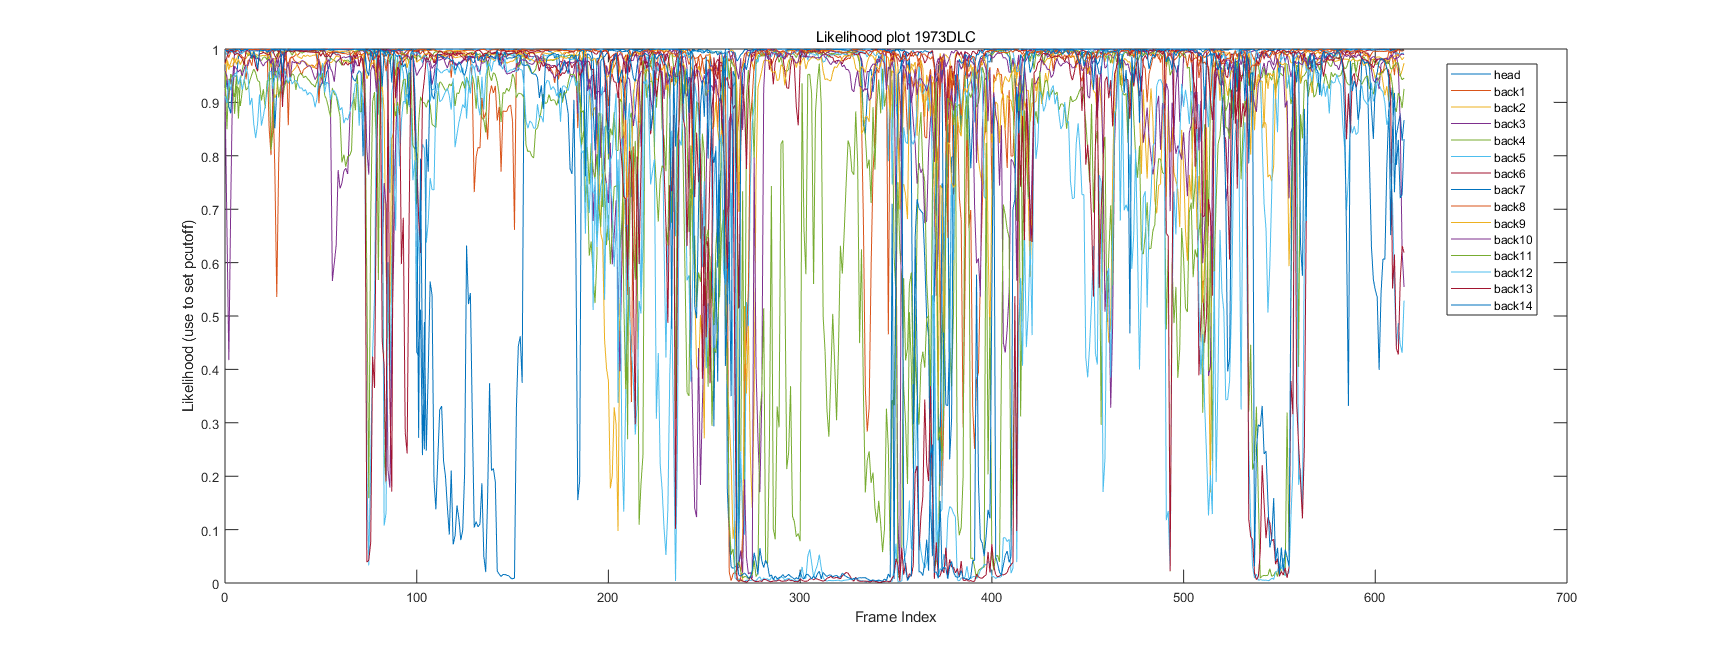 Likelihood plot 1973DLC
Likelihood (use to set pcutoff)
1
0.9
0.8
0.7
0.6
0.5
0.4
0.3
0.2
0.1
0
0 100 200 300 400 500 600 700
Frame Index
head
back1
back2
back3
back4
back5
back6
back7
back8
back9
back10
back11
back12
back13
back14